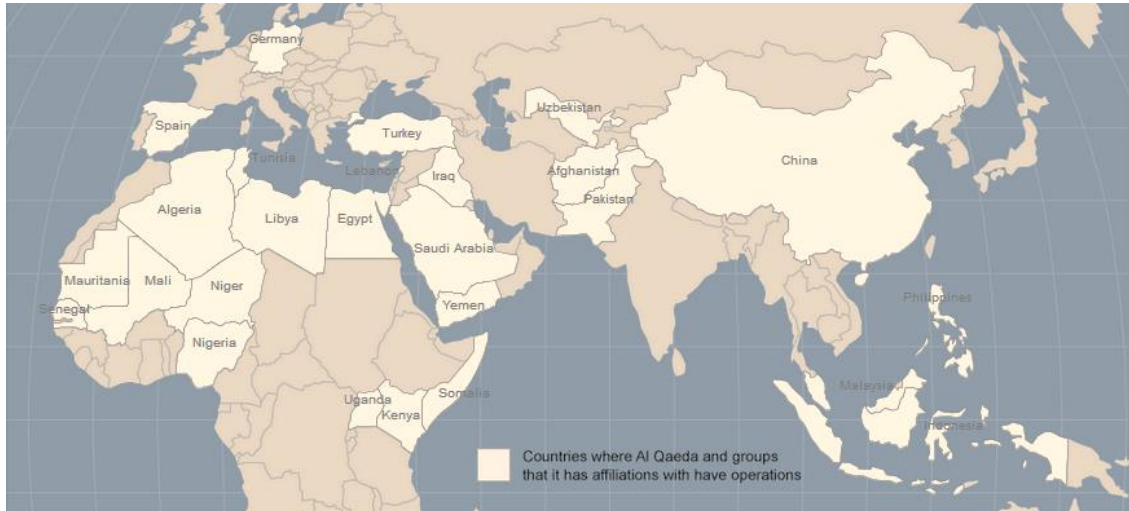 Germany
Spain
Turkey
Uzbekistan
Tunisia
Lebanon
Iraq
Afghanistan
China
Pakistan
Algeria
Libya
Egypt
Saudi Arabia
Mauritania
Mali
Niger
Senegal
Yemen
Philippines
Nigeria
Uganda
Kenya
Somalia
Malaysia
Indonesia
Countries where Al Qaeda and groups
that it has affiliations with have operations